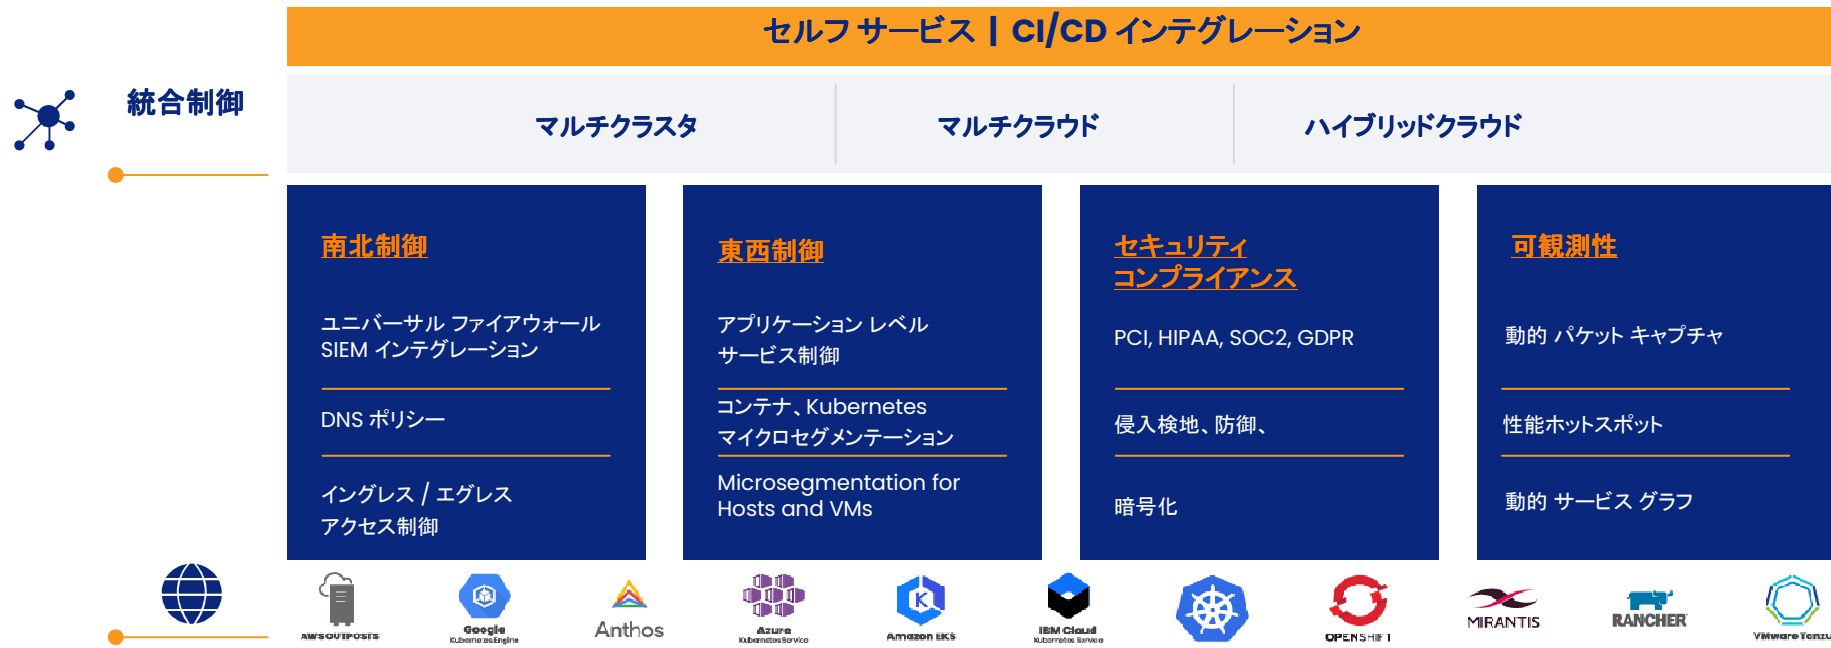 セルフ サービス | CI/CD インテグレーション
統合制御
マルチクラスタ
マルチクラウド
ハイブリッドクラウド
南北制御
ユニバーサル ファイアウォール
SIEM インテグレーション
DNS ポリシー
イングレス / エグレス
アクセス制御
東西制御
アプリケーション レベル
サービス制御
コンテナ、Kubernetes
マイクロセグメンテーション
Microsegmentation for
Hosts and VMs
セキュリティ
コンプライアンス
PCI, HIPAA, SOC2, GDPR
侵入検地、防御、
暗号化
可観測性
動的 パケット キャプチャ
性能ホットスポット
動的 サービス グラフ
AWS OUTPOSTS
Google
Kubernetes Engine
Anthos
Azure
Kubernetes Service
K
Amazon EKS
IBM Cloud
Kubernetes Service
OPENSHIFT
MIRANTIS
RANCHER
VMware Tanzu